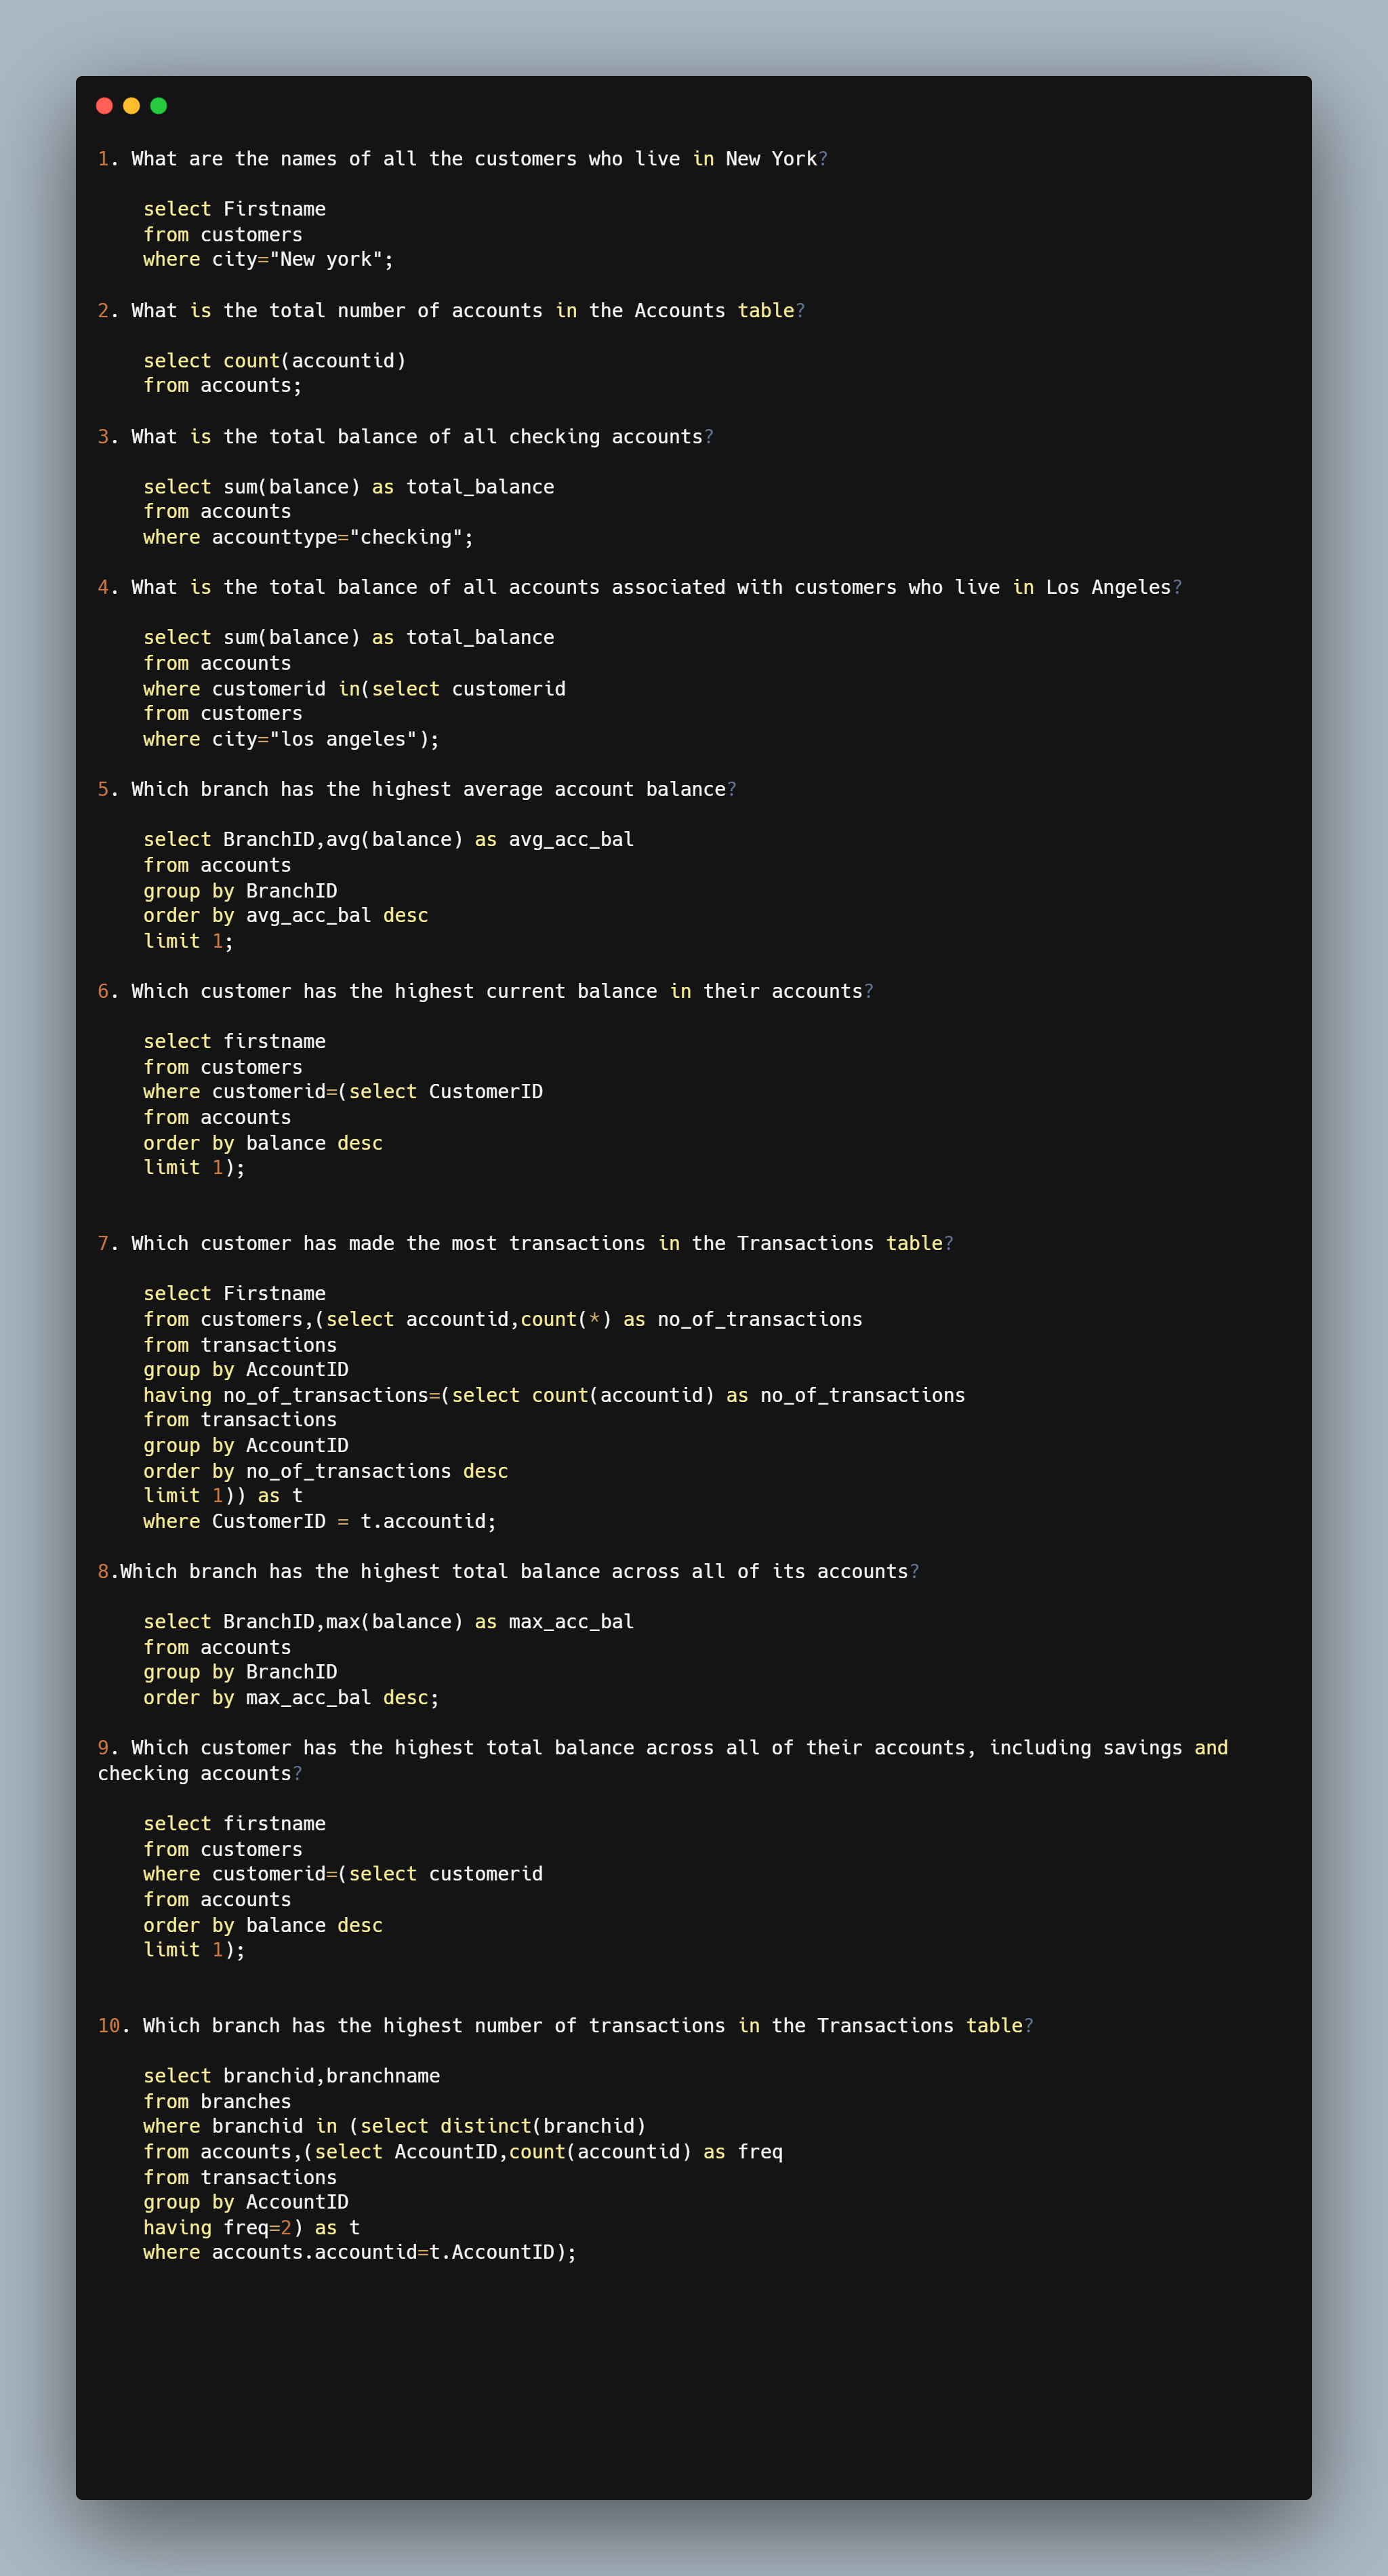 1. What are the names of all the customers who live in New York?
select Firstname
from customers
where city="New york";
2. What is the total number of accounts in the Accounts table?
select count(accountid)
from accounts;
3. What is the total balance of all checking accounts?
select sum(balance) as total_balance
from accounts
where accounttype="checking";
4. What is the total balance of all accounts associated with customers who live in Los Angeles?
select sum(balance) as total_balance
from accounts
where customerid in(select customerid
from customers
where city="los angeles");
5. Which branch has the highest average account balance?
select BranchID,avg(balance) as avg_acc_bal
from accounts
group by BranchID
order by avg_acc_bal desc
limit 1;
6. Which customer has the highest current balance in their accounts?
select firstname
from customers
where customerid=(select CustomerID
from accounts
order by balance desc
limit 1);
7. Which customer has made the most transactions in the Transactions table?
select Firstname
from customers,(select accountid,count(*) as no_of_transactions
from transactions
group by AccountID
having no_of_transactions=(select count(accountid) as no_of_transactions
from transactions
group by AccountID
order by no_of_transactions desc
limit 1)) as t
where CustomerID = t.accountid;
8.Which branch has the highest total balance across all of its accounts?
select BranchID,max(balance) as max_acc_bal
from accounts
group by BranchID
order by max_acc_bal desc;
9. Which customer has the highest total balance across all of their accounts, including savings and
checking accounts?
select firstname
from customers
where customerid=(select customerid
from accounts
order by balance desc
limit 1);
10. Which branch has the highest number of transactions in the Transactions table?
select branchid,branchname
from branches
where branchid in (select distinct(branchid)
from accounts,(select AccountID,count(accountid) as freq
from transactions
group by AccountID
having freq=2) as t
where accounts.accountid=t.AccountID);